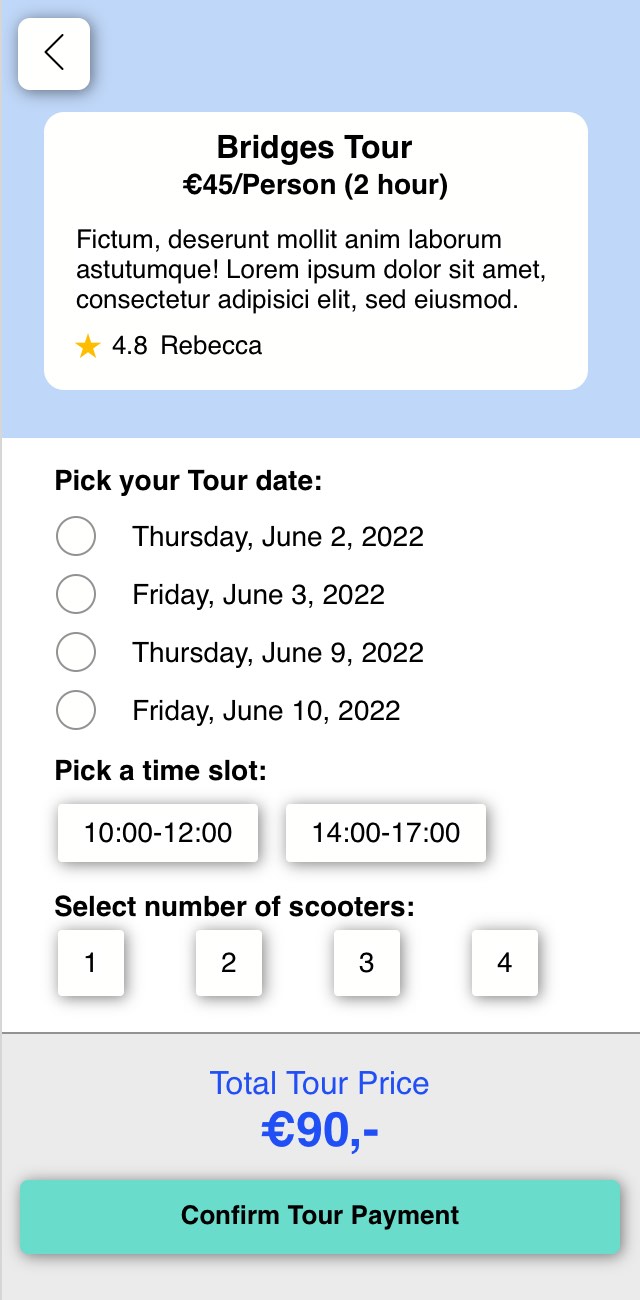 Bridges Tour
€45/Person (2 hour)
Fictum, deserunt mollit anim laborum
astutumque! Lorem ipsum dolor sit amet,
consectetur adipisici elit, sed eiusmod.
4.8 Rebecca
Pick your Tour date:
Thursday, June 2, 2022
Friday, June 3, 2022
Thursday, June 9, 2022
Friday, June 10, 2022
Pick a time slot:
10:00-12:00 14:00-17:00
Select number of scooters:
1 2 3 4
Total Tour Price
€90,-
Confirm Tour Payment